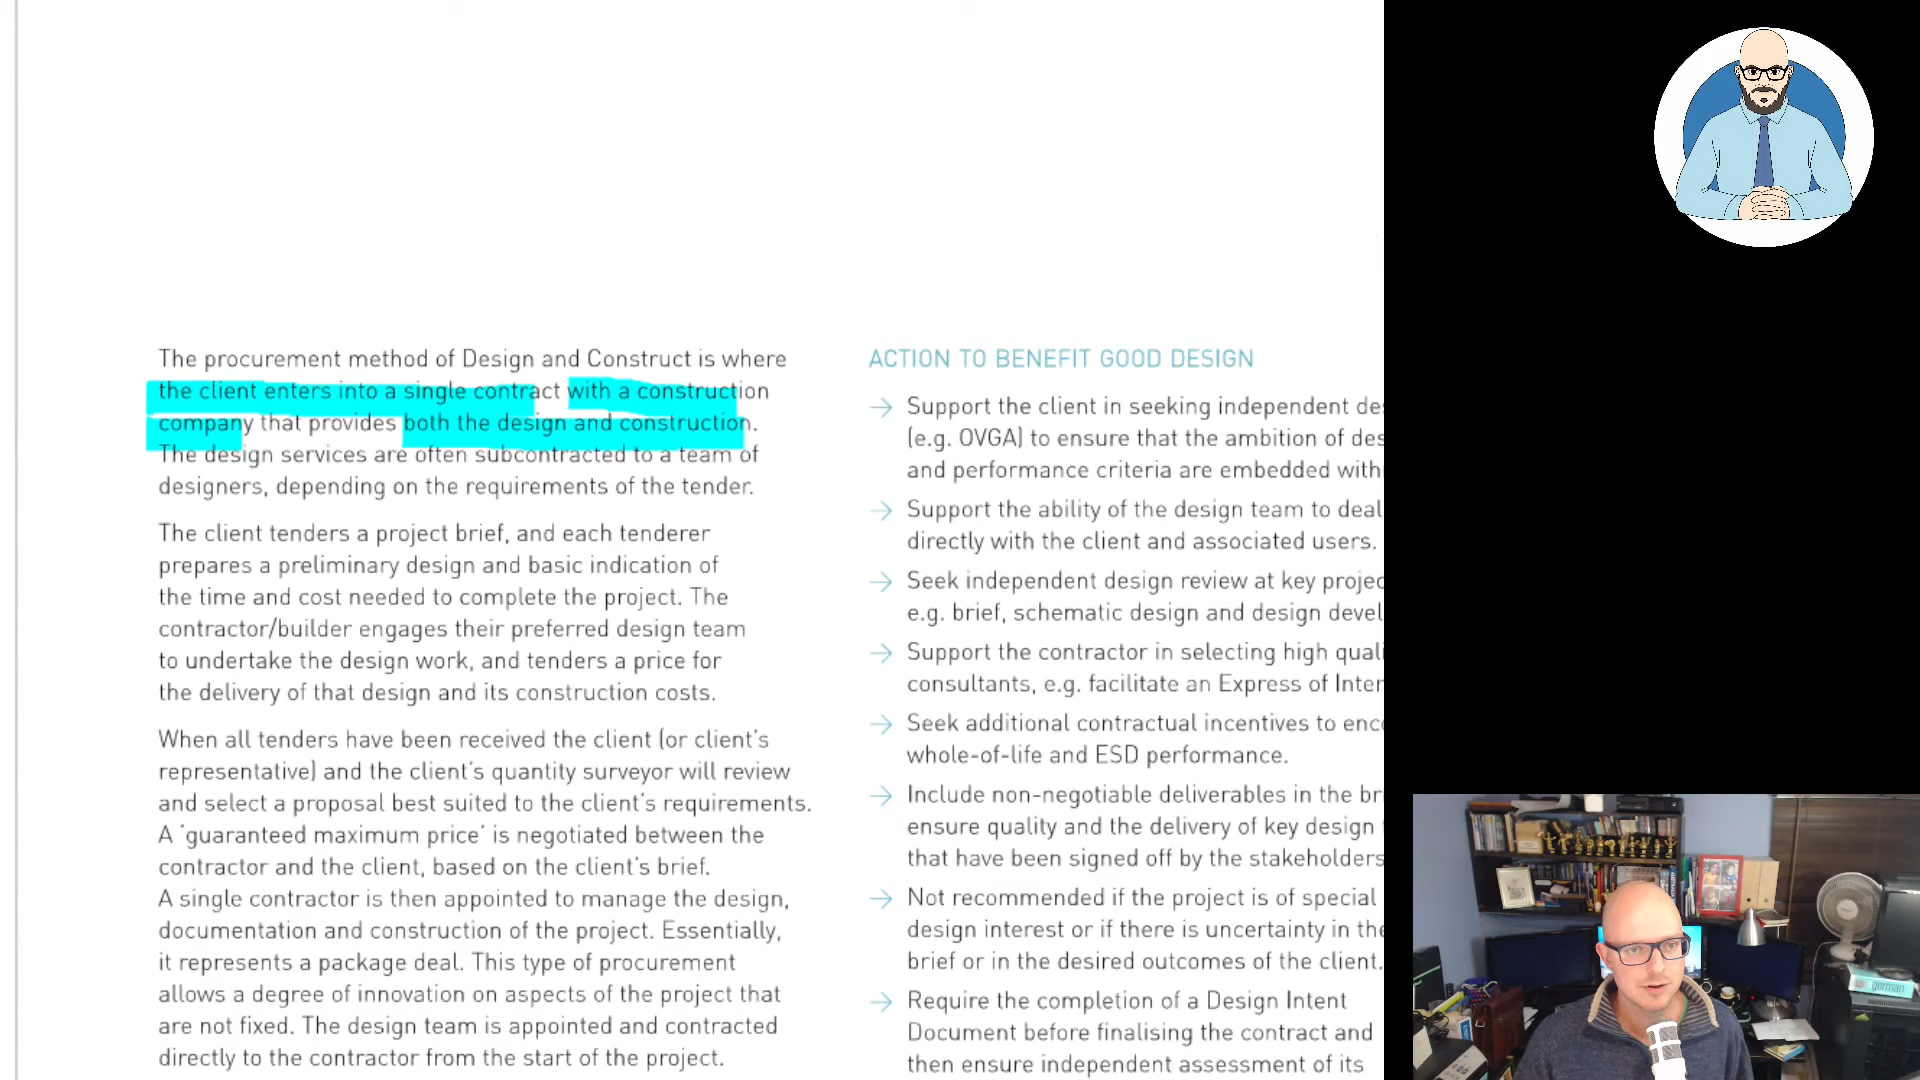 The procurement method of Design and Construct is where
the client enters into a single contract with a construction
company that provides both the design and construction.
The design services are often subcontracted to a team of
designers, depending on the requirements of the tender.
The client tenders a project brief, and each tenderer
prepares a preliminary design and basic indication of
the time and cost needed to complete the project. The
contractor/builder engages their preferred design team
to undertake the design work, and tenders a price for
the delivery of that design and its construction costs.
When all tenders have been received the client (or client's
representative) and the client's quantity surveyor will review
and select a proposal best suited to the client's requirements.
A 'guaranteed maximum price' is negotiated between the
contractor and the client, based on the client's brief.
A single contractor is then appointed to manage the design,
documentation and construction of the project. Essentially,
it represents a package deal. This type of procurement
allows a degree of innovation on aspects of the project that
are not fixed. The design team is appointed and contracted
directly to the contractor from the start of the project.
ACTION TO BENEFIT GOOD DESIGN
→ Support the client in seeking independent
(e.g. OVGA) to ensure that the ambition of
and performance criteria are embedded with
→ Support the ability of the design team to deal
directly with the client and associated users.
→ Seek independent design review at key
e.g. brief, schematic design and design
→ Support the contractor in selecting high
consultants, e.g. facilitate an Express of
→ Seek additional contractual incentives to
whole-of-life and ESD performance.
→ Include non-negotiable deliverables in the
ensure quality and the delivery of key design
that have been signed off by the stakeholders
→ Not recommended if the project is of special
design interest or if there is uncertainty in the
brief or in the desired outcomes of the client.
→ Require the completion of a Design Intent
Document before finalising the contract and
then ensure independent assessment of its
german